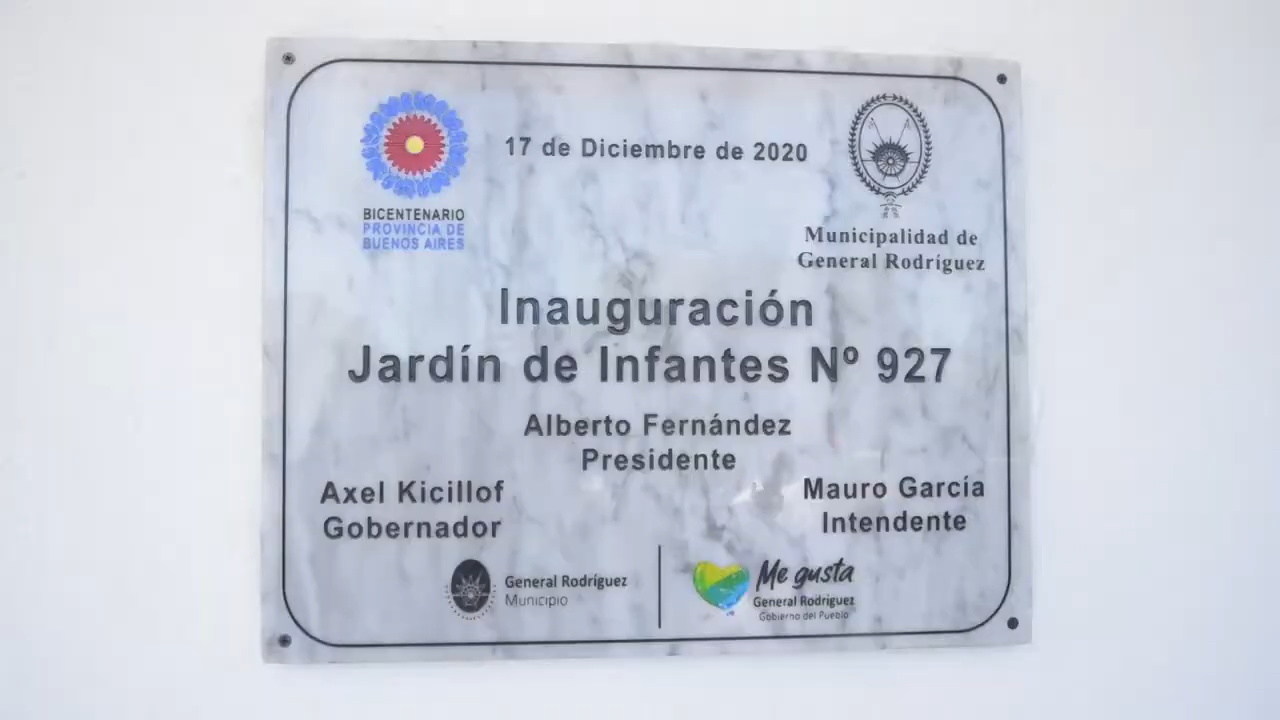 17 de Diciembre de 2020
BICENTENARIO
PROVINCIA DE
BUENOS AIRES
Municipalidad de
General Rodríguez
Inauguración
Jardín de Infantes Nº 927
Alberto Fernández
Presidente
Axel Kicillof
Gobernador
Mauro García
Intendente
General Rodríguez
Municipio
Me gusta
General Rodríguez
Gobierno del Pueblo